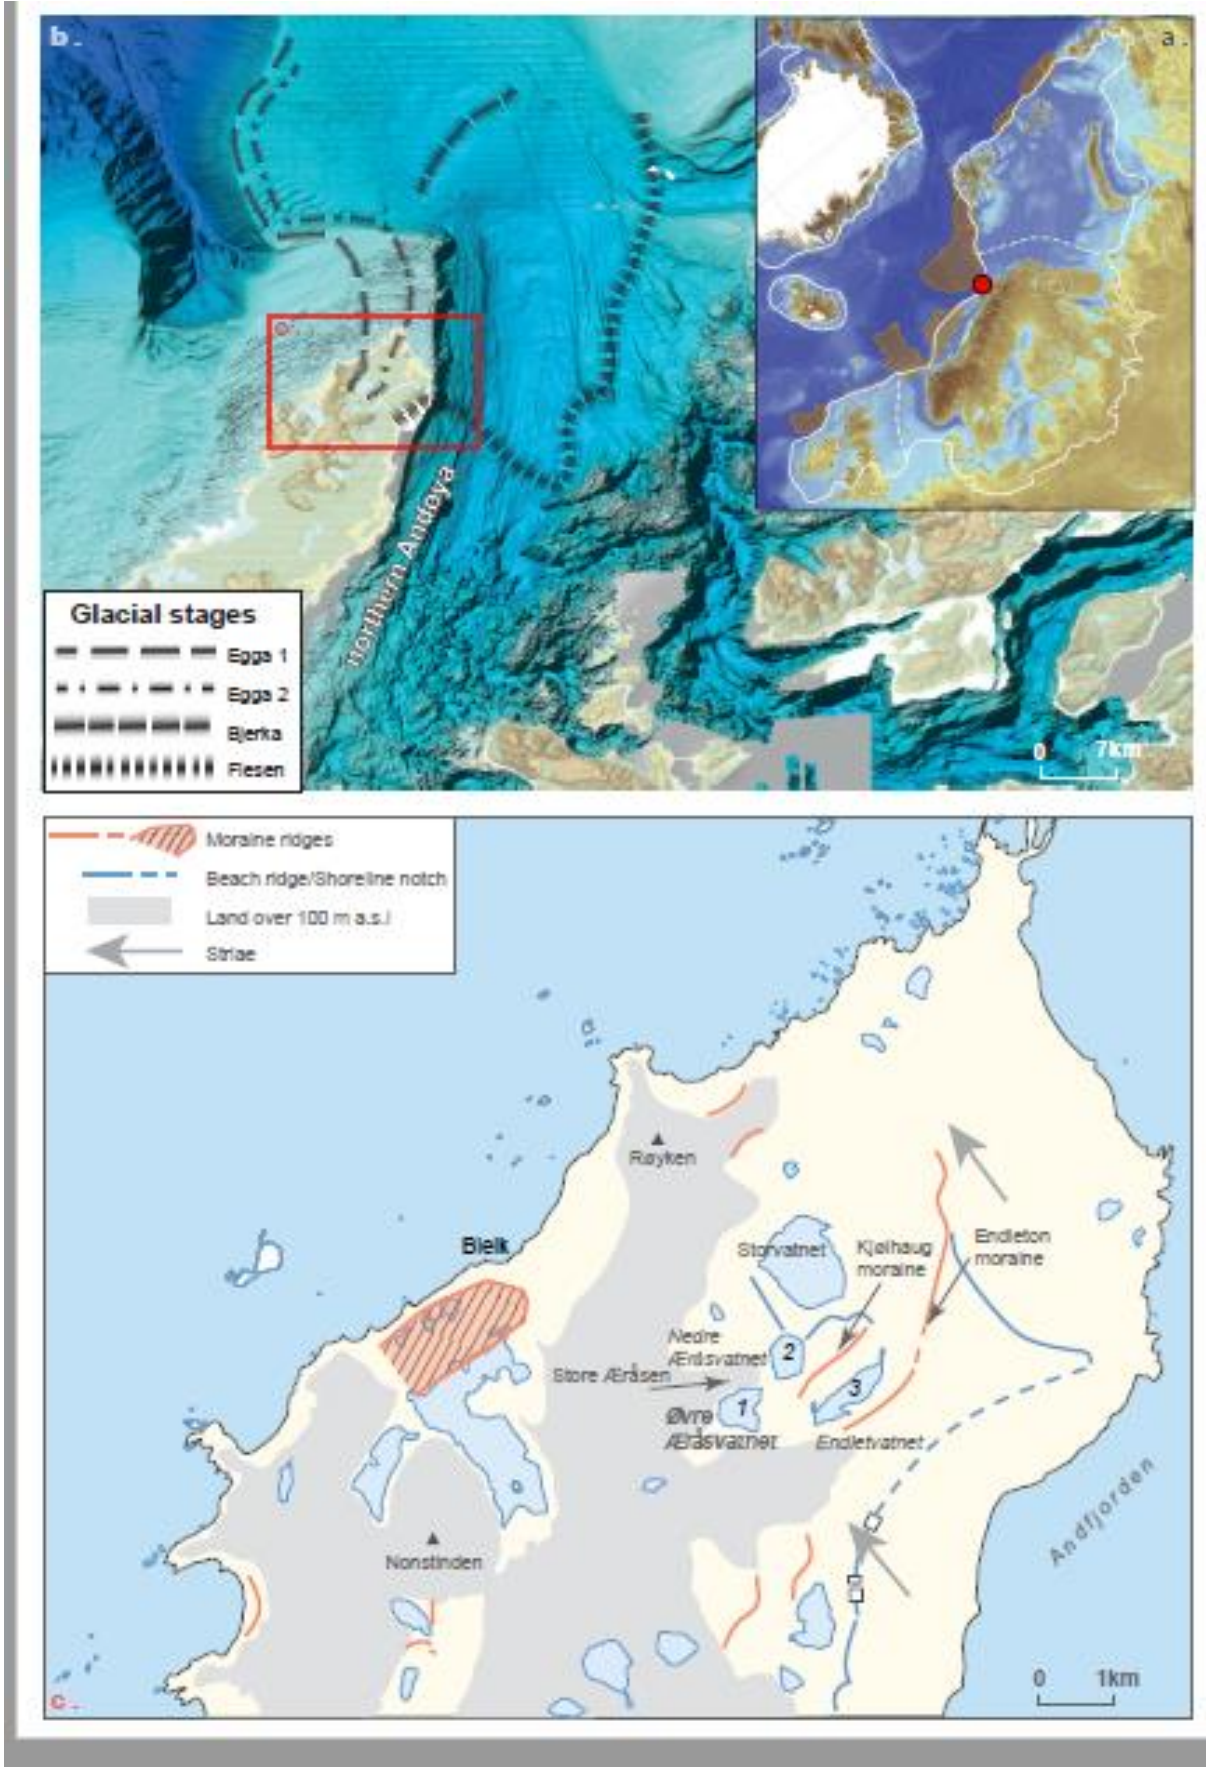 b.
a.
c.
northern Andøya
Glacial stages
Egga 1
Egga 2
Bjerka
Flesen
0 7km
Moraine ridges
Beach ridge/Shoreline notch
Land over 100 m a.s.l
Striae
Røyken
Bleik
Storvatnet
Kjølhaug
moraine
Endleton
moraine
Nedre
Æråsvatnet
2
Store Æråsen
3
1
Øvre
Æråsvatnet
Endletvatnet
Andfjorden
Nonstinden
0 1km
c.